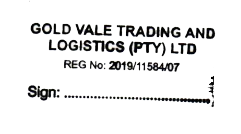 GOLD VALE TRADING AND
LOGISTICS (PTY) LTD
REG No: 2019/11584/07
Sign: ........................................